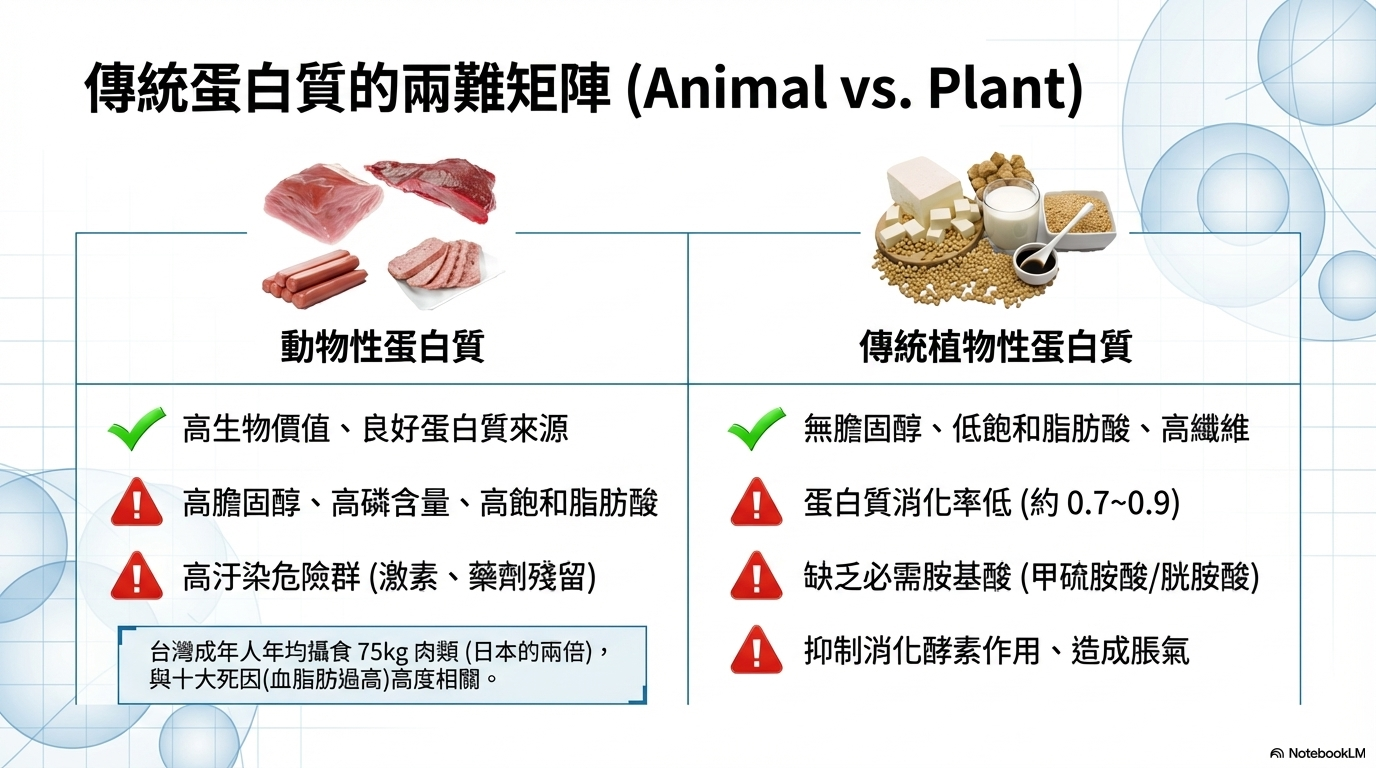 傳統蛋白質的兩難矩陣 (Animal vs. Plant)
動物性蛋白質
高生物價值、良好蛋白質來源
高膽固醇、高磷含量、高飽和脂肪酸
高汙染危險群 (激素、藥劑殘留)
台灣成年人年均攝食 75kg 肉類 (日本的兩倍)，
與十大死因(血脂肪過高)高度相關。
傳統植物性蛋白質
無膽固醇、低飽和脂肪酸、高纖維
蛋白質消化率低 (約 0.7~0.9)
缺乏必需胺基酸 (甲硫胺酸/胱胺酸)
抑制消化酵素作用、造成脹氣
NotebookLM